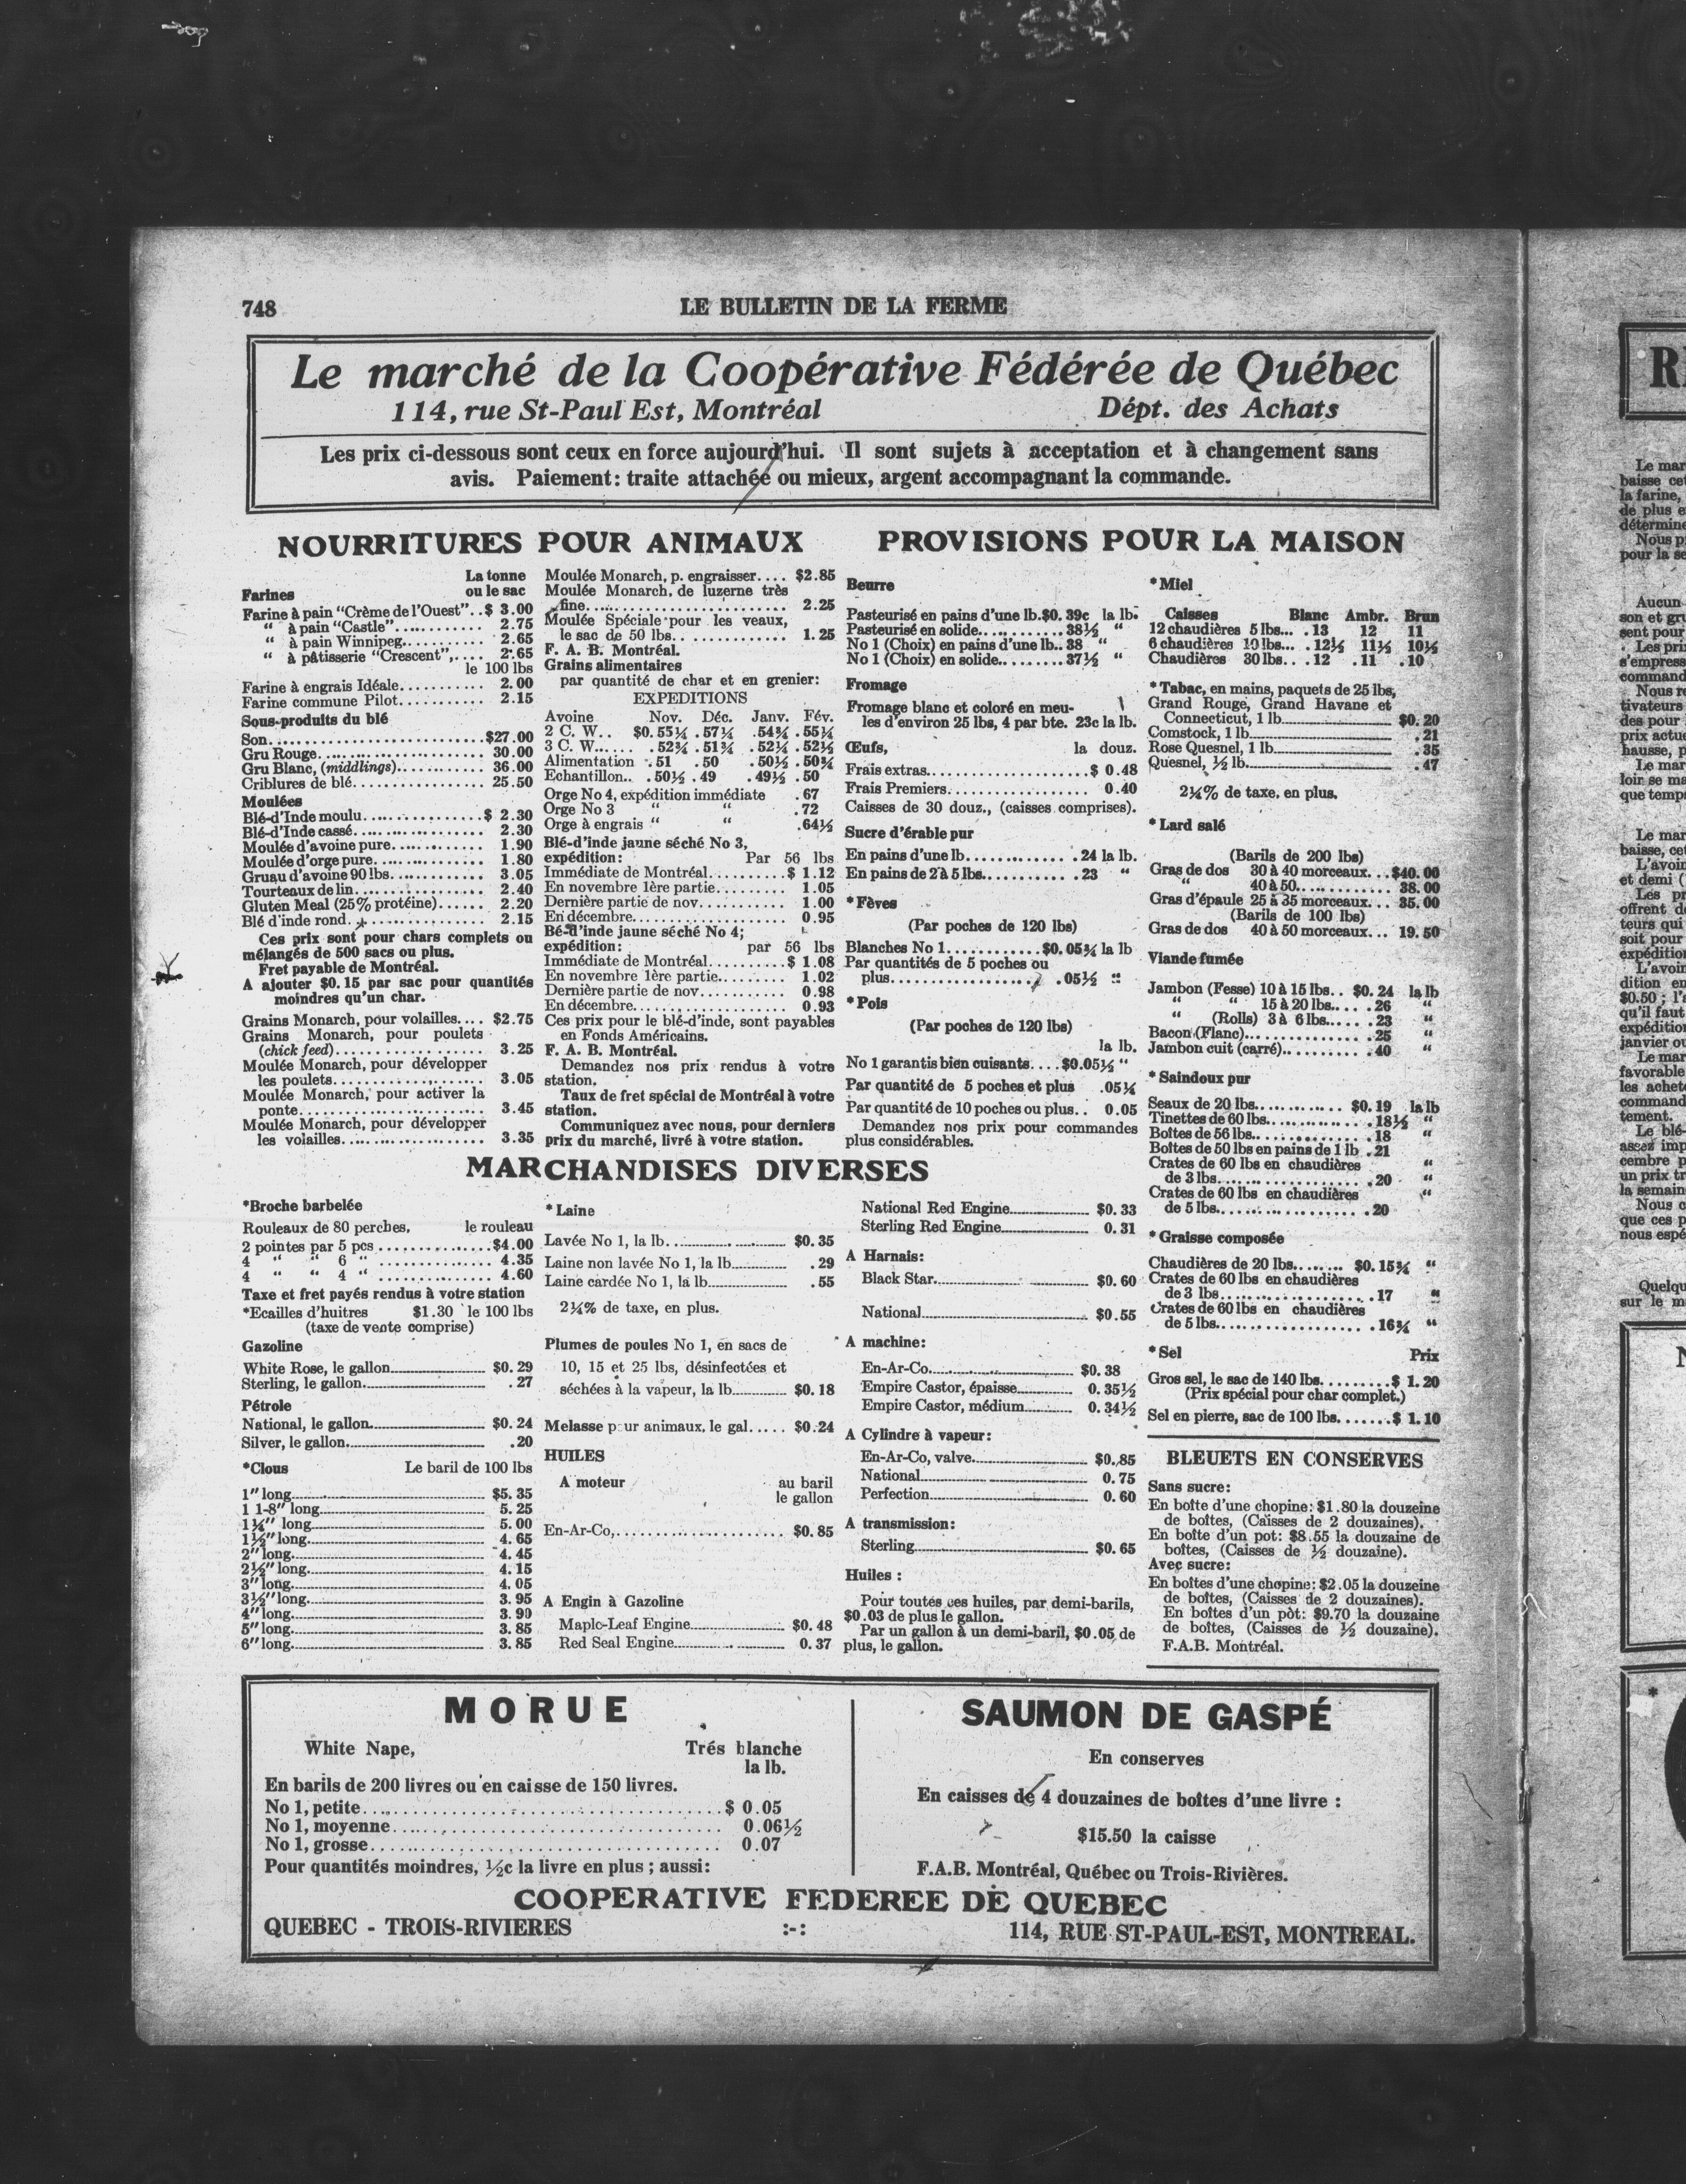 748
LE BULLETIN DE LA FERME
Le marché de la Coopérative Fédérée de Québec
114, rue St-Paul Est, Montréal Dépt. des Achats
Les prix ci-dessous sont ceux en force aujourd'hui. Il sont sujets à acceptation et à changement sans
avis. Paiement: traite attachée ou mieux, argent accompagnant la commande.
NOURRITURES POUR ANIMAUX
La tonne
Farines ou le sac
Farine à pain "Crème de l'Ouest"..$ 3.00
" à pain "Castle"........... 2.75
" à pain Winnipeg........... 2.65
" à pâtisserie "Crescent",.... 2.65
le 100 lbs
Farine à engrais Idéale........... 2.00
Farine commune Pilot........... 2.15
Sous-produits du blé
Son..............................$27.00
Gru Rouge....................... 30.00
Gru Blanc, (middlings)............ 36.00
Criblures de blé................. 25.50
Moulées
Blé-d'Inde moulu................$ 2.30
Blé-d'Inde cassé................. 2.30
Moulée d'avoine pure............ 1.90
Moulée d'orge pure.............. 1.80
Gruau d'avoine 90 lbs............ 3.05
Tourteaux de lin................. 2.40
Gluten Meal (25% protéine)...... 2.20
Blé d'inde rond.................. 2.15
Ces prix sont pour chars complets ou
mélangés de 500 sacs ou plus.
Fret payable de Montréal.
A ajouter $0.15 par sac pour quantités
moindres qu'un char.
Grains Monarch, pour volailles.... $2.75
Grains Monarch, pour poulets
(chick feed)................... 3.25
Moulée Monarch, pour développer
les poulets.................... 3.05
Moulée Monarch, pour activer la
ponte........................ 3.45
Moulée Monarch, pour développer
les volailles................... 3.35
Moulée Monarch, p. engraisser.... $2.85
Moulée Monarch, de luzerne très
fine.......................... 2.25
Moulée Spéciale pour les veaux,
le sac de 50 lbs............... 1.25
F. A. B. Montréal.
Grains alimentaires
par quantité de char et en grenier:
EXPEDITIONS
Avoine Nov. Déc. Janv. Fév.
2 C. W.. $0.55¼ .57¼ .54¾ .55¼
3 C. W...... .52¾ .51¾ .52¼ .52½
Alimentation .51 .50 .50½ .50¾
Echantillon.. .50½ .49 .49½ .50
Orge No 4, expédition immédiate .67
Orge No 3 " " .72
Orge à engrais " " .64½
Blé-d'inde jaune séché No 3,
expédition: Par 56 lbs
Immédiate de Montréal..........$ 1.12
En novembre 1ère partie......... 1.05
Dernière partie de nov........... 1.00
En décembre.................... 0.95
Bé-d'inde jaune séché No 4;
expédition: par 56 lbs
Immédiate de Montréal..........$ 1.08
En novembre 1ère partie......... 1.02
Dernière partie de nov........... 0.98
En décembre.................... 0.93
Ces prix pour le blé-d'inde, sont payables
en Fonds Américains.
F. A. B. Montréal.
Demandez nos prix rendus à votre
station.
Taux de fret spécial de Montréal à votre
station.
Communiquez avec nous, pour derniers
prix du marché, livré à votre station.
PROVISIONS POUR LA MAISON
Beurre
Pasteurisé en pains d'une lb.$0.39c la lb.
Pasteurisé en solide............38½ "
No 1 (Choix) en pains d'une lb..38 "
No 1 (Choix) en solide.........37½ "
Fromage
Fromage blanc et coloré en meu-
les d'environ 25 lbs, 4 par bte. 23c la lb.
Œufs, la douz.
Frais extras......................$ 0.48
Frais Premiers.................. 0.40
Caisses de 30 douz., (caisses comprises).
Sucre d'érable pur
En pains d'une lb............. .24 la lb.
En pains de 2 à 5 lbs........... .23 "
*Fèves
(Par poches de 120 lbs)
Blanches No 1............$0.05¾ la lb
Par quantités de 5 poches ou
plus..................... .05½ "
*Pois
(Par poches de 120 lbs)
la lb.
No 1 garantis bien cuisants....$0.05½ "
Par quantité de 5 poches et plus .05¼
Par quantité de 10 poches ou plus.. 0.05
Demandez nos prix pour commandes
plus considérables.
*Miel
Caisses Blanc Ambr. Brun
12 chaudières 5 lbs... .13 12 11
6 chaudières 10 lbs... .12½ 11½ 10½
Chaudières 30 lbs... .12 .11 .10
*Tabac, en mains, paquets de 25 lbs,
Grand Rouge, Grand Havane et
Connecticut, 1 lb. $0.20
Comstock, 1 lb. .21
Rose Quesnel, 1 lb. .35
Quesnel, ½ lb. .47
2¼% de taxe, en plus.
*Lard salé
(Barils de 200 lbs)
Gras de dos 30 à 40 morceaux...$40.00
" 40 à 50............ 38.00
Gras d'épaule 25 à 35 morceaux... 35.00
(Barils de 100 lbs)
Gras de dos 40 à 50 morceaux... 19.50
Viande fumée
Jambon (Fesse) 10 à 15 lbs.. $0.24 la lb
" " 15 à 20 lbs.... .26 "
" (Rolls) 3 à 6 lbs...... .23 "
Bacon (Flanc)................ .25 "
Jambon cuit (carré)........... .40 "
*Saindoux pur
Seaux de 20 lbs............. $0.19 la lb
Tinettes de 60 lbs............. .18½ "
Boîtes de 56 lbs............... .18 "
Boîtes de 50 lbs en pains de 1 lb .21
Crates de 60 lbs en chaudières "
de 3 lbs..................... .20 "
Crates de 60 lbs en chaudières "
de 5 lbs..................... .20
*Graisse composée
Chaudières de 20 lbs........ $0.15¾ "
Crates de 60 lbs en chaudières
de 3 lbs..................... .17 "
Crates de 60 lbs en chaudières
de 5 lbs..................... .16¾ "
*Sel Prix
Gros sel, le sac de 140 lbs.........$ 1.20
(Prix spécial pour char complet.)
Sel en pierre, sac de 100 lbs.......$ 1.10
BLEUETS EN CONSERVES
Sans sucre:
En boîte d'une chopine: $1.80 la douzeine
de boîtes, (Caisses de 2 douzaines).
En boîte d'un pot: $8.55 la douzaine de
boîtes, (Caisses de ½ douzaine).
Avec sucre:
En boîtes d'une chopine: $2.05 la douzeine
de boîtes, (Caisses de 2 douzaines).
En boîtes d'un pôt: $9.70 la douzaine
de boîtes, (Caisses de ½ douzaine).
F.A.B. Montréal.
MARCHANDISES DIVERSES
*Broche barbelée
Rouleaux de 80 perches. le rouleau
2 pointes par 5 pcs ..............$4.00
4 " " 6 " .............. 4.35
4 " " 4 " .............. 4.60
Taxe et fret payés rendus à votre station
*Ecailles d'huitres $1.30 le 100 lbs
(taxe de vente comprise)
Gazoline
White Rose, le gallon $0.29
Sterling, le gallon .27
Pétrole
National, le gallon $0.24
Silver, le gallon .20
*Clous Le baril de 100 lbs
1" long $5.35
1 1-8" long 5.25
1¼" long 5.00
1½" long 4.65
2" long 4.45
2½" long 4.15
3" long 4.05
3½" long 3.95
4" long 3.90
5" long 3.85
6" long 3.85
*Laine
Lavée No 1, la lb. $0.35
Laine non lavée No 1, la lb. .29
Laine cardée No 1, la lb. .55
2¼% de taxe, en plus.
Plumes de poules No 1, en sacs de
10, 15 et 25 lbs, désinfectées et
séchées à la vapeur, la lb. $0.18
Melasse pour animaux, le gal..... $0.24
HUILES
A moteur au baril
le gallon
En-Ar-Co,....................... $0.85
A Engin à Gazoline
Maple-Leaf Engine $0.48
Red Seal Engine 0.37
National Red Engine $0.33
Sterling Red Engine 0.31
A Harnais:
Black Star $0.60
National $0.55
A machine:
En-Ar-Co. $0.38
Empire Castor, épaisse 0.35½
Empire Castor, médium 0.34½
A Cylindre à vapeur:
En-Ar-Co, valve $0.85
National 0.75
Perfection 0.60
A transmission:
Sterling $0.65
Huiles :
Pour toutes ces huiles, par demi-barils,
$0.03 de plus le gallon.
Par un gallon à un demi-baril, $0.05 de
plus, le gallon.
MORUE
White Nape, Trés blanche
la lb.
En barils de 200 livres ou en caisse de 150 livres.
No 1, petite........................................$ 0.05
No 1, moyenne.................................... 0.06½
No 1, grosse....................................... 0.07
Pour quantités moindres, ½c la livre en plus ; aussi:
SAUMON DE GASPÉ
En conserves
En caisses de 4 douzaines de boîtes d'une livre :
$15.50 la caisse
F.A.B. Montréal, Québec ou Trois-Rivières.
COOPERATIVE FEDEREE DE QUEBEC
QUEBEC - TROIS-RIVIERES :-: 114, RUE ST-PAUL-EST, MONTREAL.